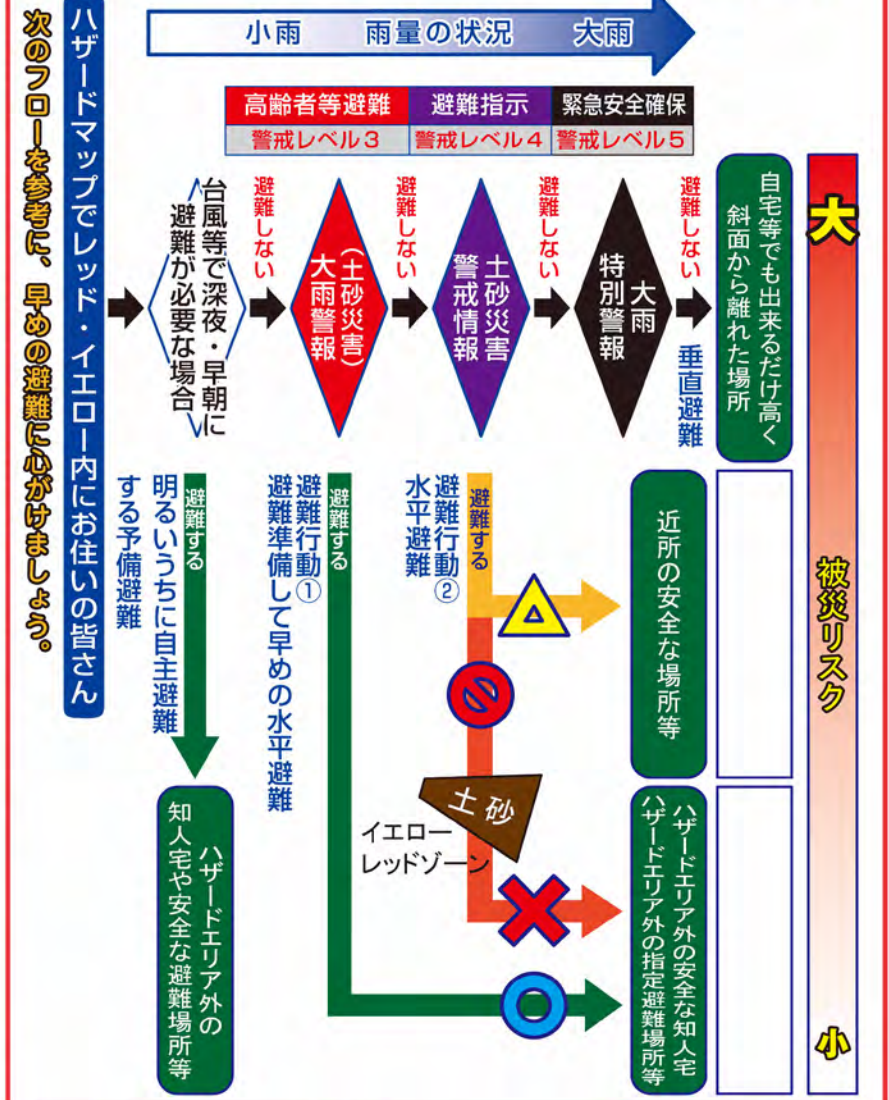 小雨 雨量の状況 大雨
ハザードマップでレッド・イエロー内にお住いの皆さん
次のフローを参考に、早めの避難に心がけましょう。
高齢者等避難
警戒レベル3
避難指示
警戒レベル4
緊急安全確保
警戒レベル5
台風等で深夜・早朝に
避難が必要な場合
避難しない
(土砂災害)
大雨警報
避難しない
土砂災害
警戒情報
避難しない
大雨
特別警報
避難しない
垂直避難
自宅等でも出来るだけ高く
斜面から離れた場所
避難する
明るいうちに自主避難
する予備避難
ハザードエリア外の
知人宅や安全な避難場所等
避難する
避難行動①
避難準備して早めの水平避難
避難する
避難行動②
水平避難
近所の安全な場所等
土砂
イエロー
レッドゾーン
ハザードエリア外の安全な知人宅
ハザードエリア外の指定避難場所等
大
被災リスク
小